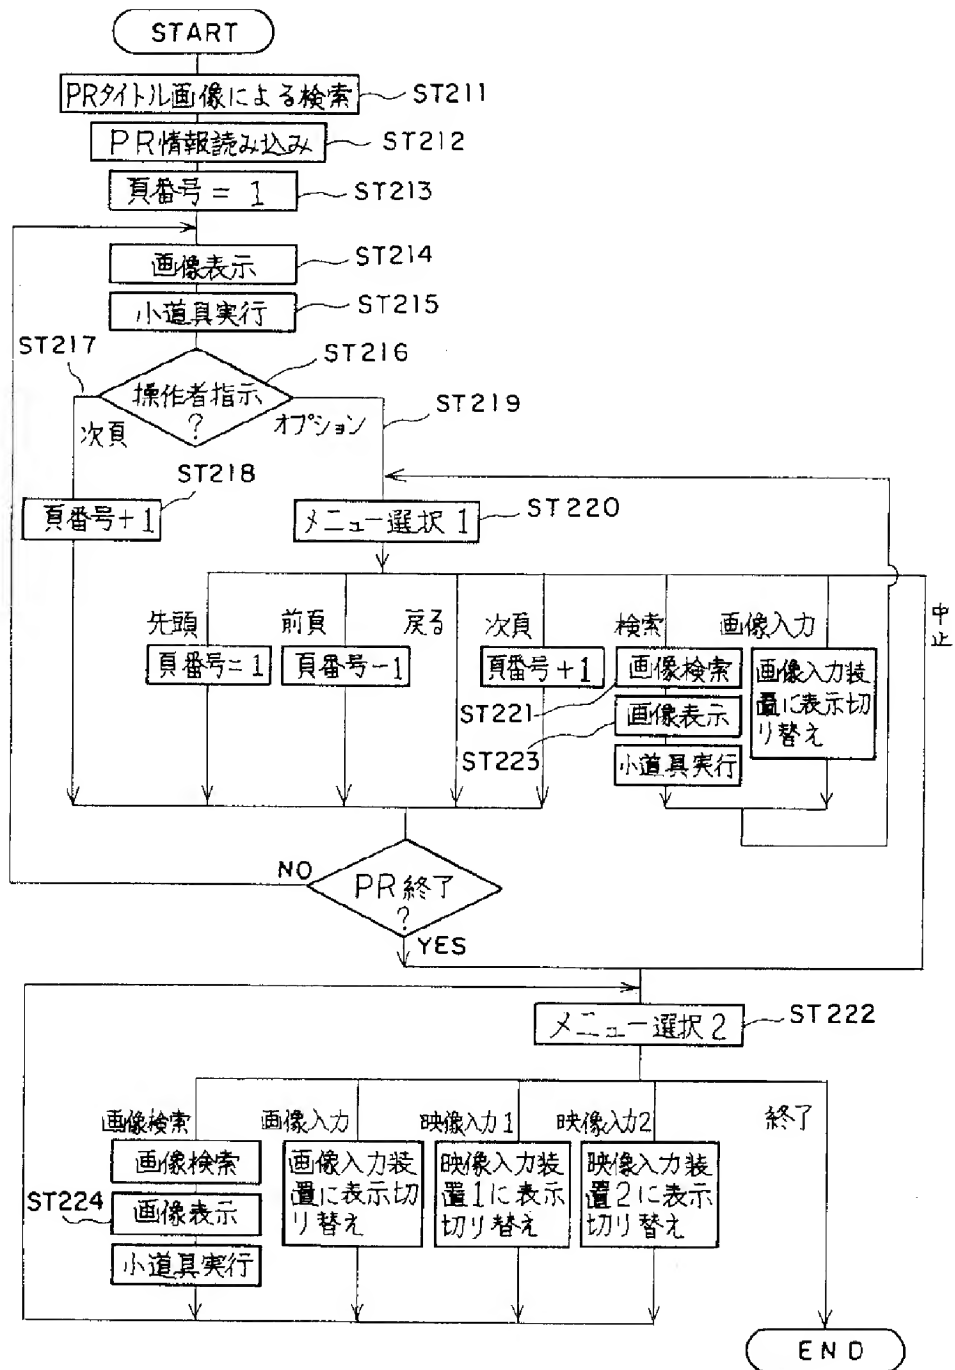 START
PRタイトル画像による検索
ST211
PR情報読み込み
ST212
頁番号=1
ST213
画像表示
ST214
小道具実行
ST215
ST217
ST216
操作者指示
?
次頁
オプション
ST219
ST218
頁番号+1
メニュー選択1
ST220
先頭
前頁
戻る
次頁
検索
画像入力
中止
頁番号=1
頁番号-1
頁番号+1
画像検索
画像入力装
置に表示切
り替え
ST221
画像表示
ST223
小道具実行
NO
PR終了
?
YES
メニュー選択2
ST222
画像検索
画像入力
映像入力1
映像入力2
終了
画像検索
画像入力装
置に表示切
り替え
映像入力装
置1に表示
切り替え
映像入力装
置2に表示
切り替え
ST224
画像表示
小道具実行
END